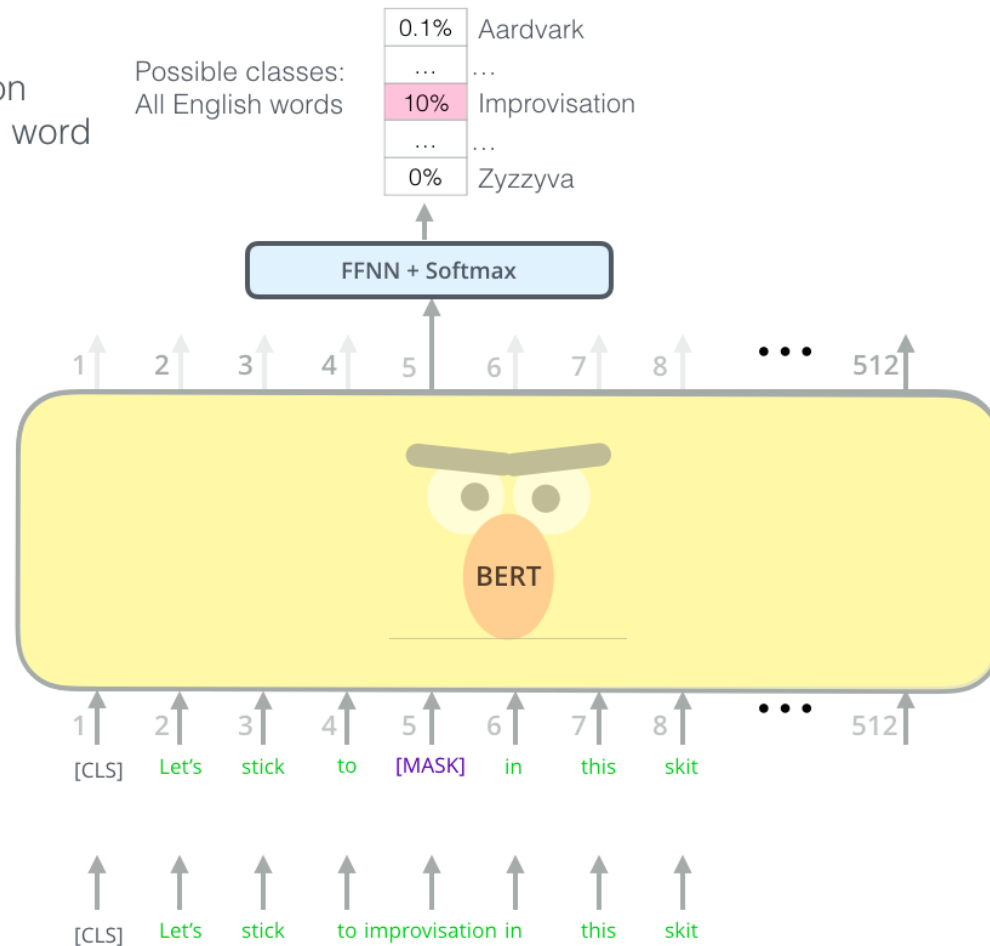 0.1% Aardvark
Possible classes: ... ...
on
All English words 10% Improvisation
word
... ...
0% Zyzzyva
FFNN + Softmax
1 2 3 4 5 6 7 8 ... 512
BERT
1 2 3 4 5 6 7 8 ... 512
[CLS] Let's stick to [MASK] in this skit
[CLS] Let's stick to improvisation in this skit